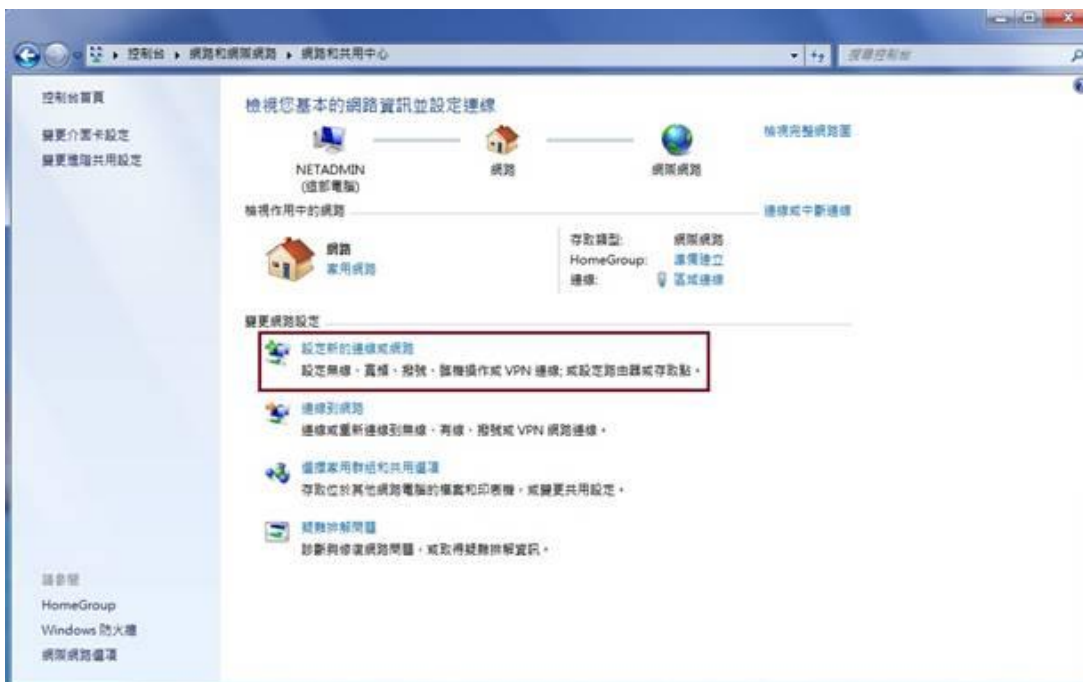 控制台 ▸ 網路和網際網路 ▸ 網路和共用中心
搜尋控制台
控制台首頁
變更介面卡設定
變更進階共用設定
檢視您基本的網路資訊並設定連線
NETADMIN
(這部電腦)
網路
網際網路
檢視完整網路圖
檢視作用中的網路
連線或中斷連線
網路
家用網路
存取類型: 網際網路
HomeGroup: 準備建立
連線: 區域連線
變更網路設定
設定新的連線或網路
設定無線、寬頻、撥號、臨機操作或 VPN 連線; 或設定路由器或存取點。
連線到網路
連線或重新連線到無線、有線、撥號或 VPN 網路連線。
選擇家用群組和共用選項
存取位於其他網路電腦的檔案和印表機，或變更共用設定。
疑難排解問題
診斷與修復網路問題，或取得疑難排解資訊。
請參閱
HomeGroup
Windows 防火牆
網際網路選項